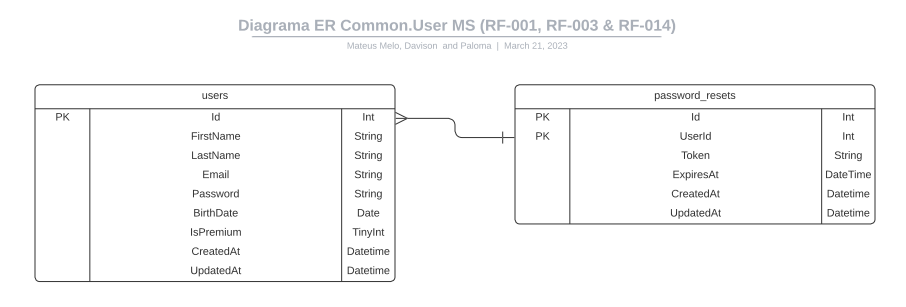 Diagrama ER Common.User MS (RF-001, RF-003 & RF-014)
Mateus Melo, Davison and Paloma | March 21, 2023
users
PK Id Int
FirstName String
LastName String
Email String
Password String
BirthDate Date
IsPremium TinyInt
CreatedAt Datetime
UpdatedAt Datetime
password_resets
PK Id Int
PK UserId Int
Token String
ExpiresAt DateTime
CreatedAt Datetime
UpdatedAt Datetime